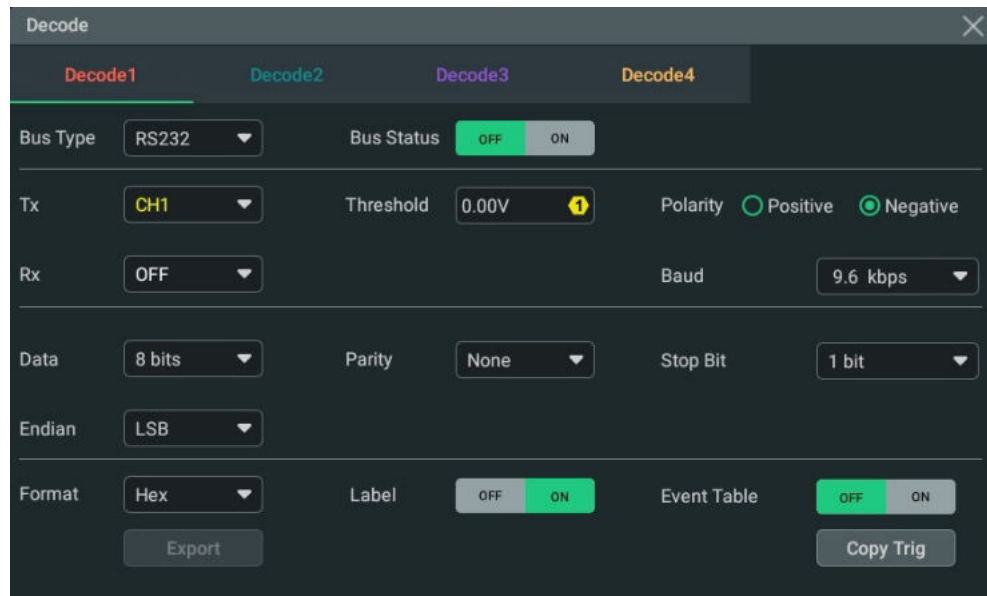 Decode
Decode1 Decode2 Decode3 Decode4
Bus Type RS232 Bus Status OFF ON
Tx CH1 Threshold 0.00V 1 Polarity Positive Negative
Rx OFF Baud 9.6 kbps
Data 8 bits Parity None Stop Bit 1 bit
Endian LSB
Format Hex Label OFF ON Event Table OFF ON
Export Copy Trig